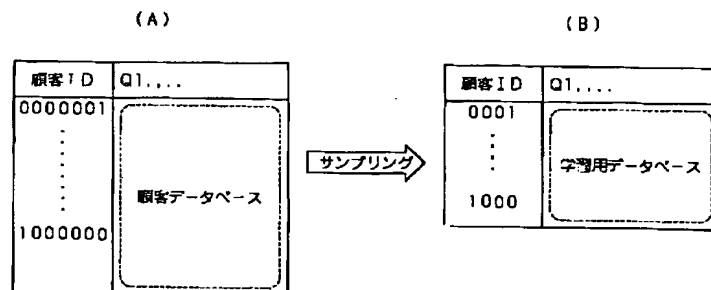 (A)
(B)
顧客ID
Q1,...
0000001
1000000
顧客データベース
サンプリング
顧客ID
Q1,...
0001
1000
学習用データベース